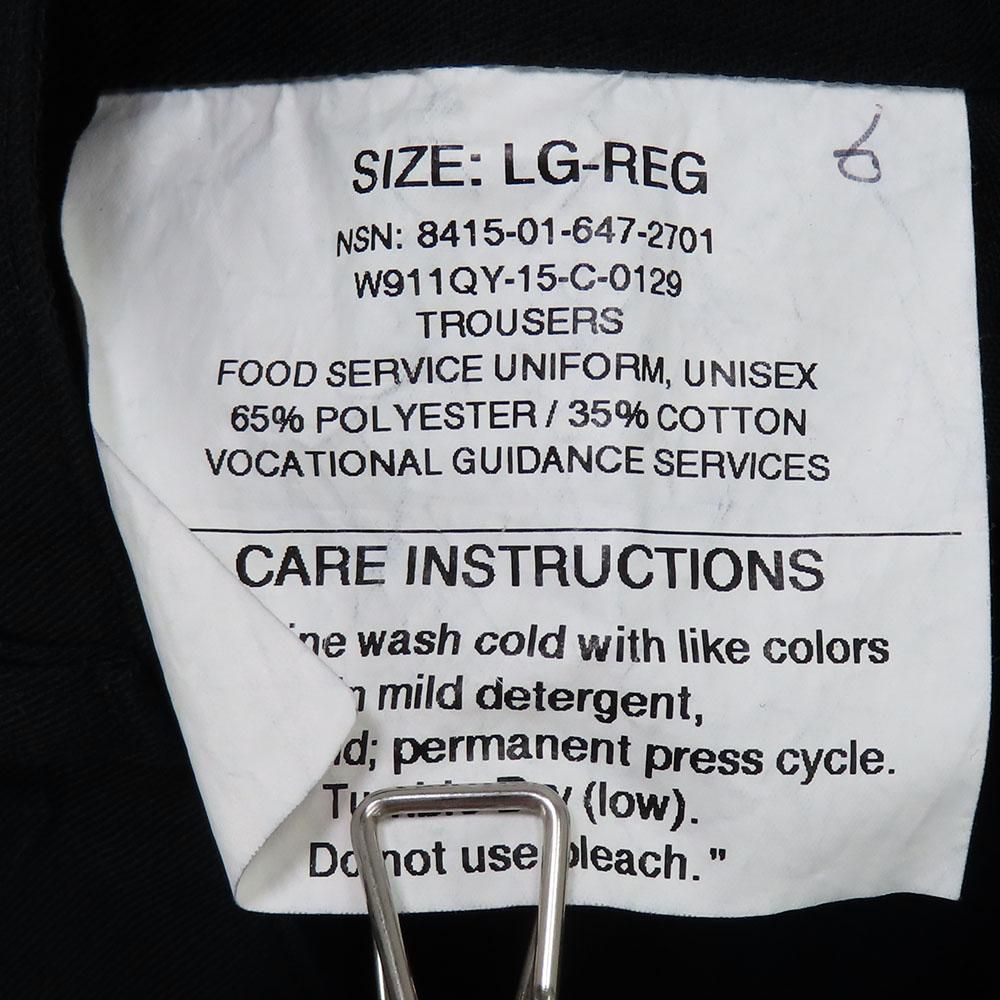 SIZE: LG-REG
NSN: 8415-01-647-2701
W911QY-15-C-0129
TROUSERS
FOOD SERVICE UNIFORM, UNISEX
65% POLYESTER / 35% COTTON
VOCATIONAL GUIDANCE SERVICES
CARE INSTRUCTIONS
wash cold with like colors
mild detergent,
permanent press cycle.
(low).
Do not use bleach."